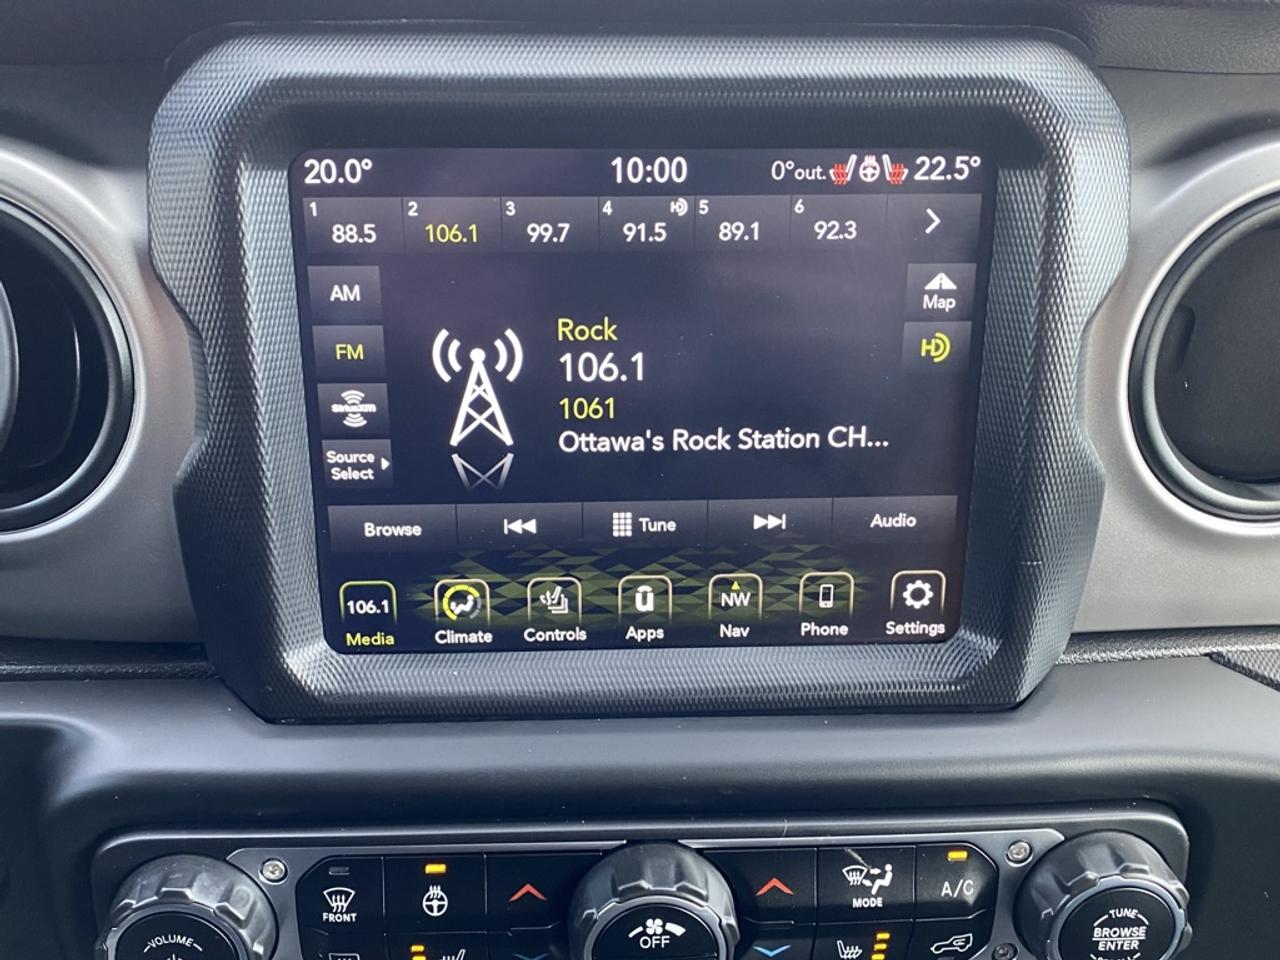 20.0° 10:00 0°out. 22.5°
1 88.5 2 106.1 3 99.7 4 HD 91.5 5 89.1 6 92.3
AM
Map
FM
HD
SiriusXM
Source
Select
Rock
106.1
1061
Ottawa's Rock Station CH...
Browse Tune Audio
106.1 NW
Media Climate Controls Apps Nav Phone Settings
FRONT
MODE
A/C
VOLUME
OFF
TUNE
BROWSE
ENTER